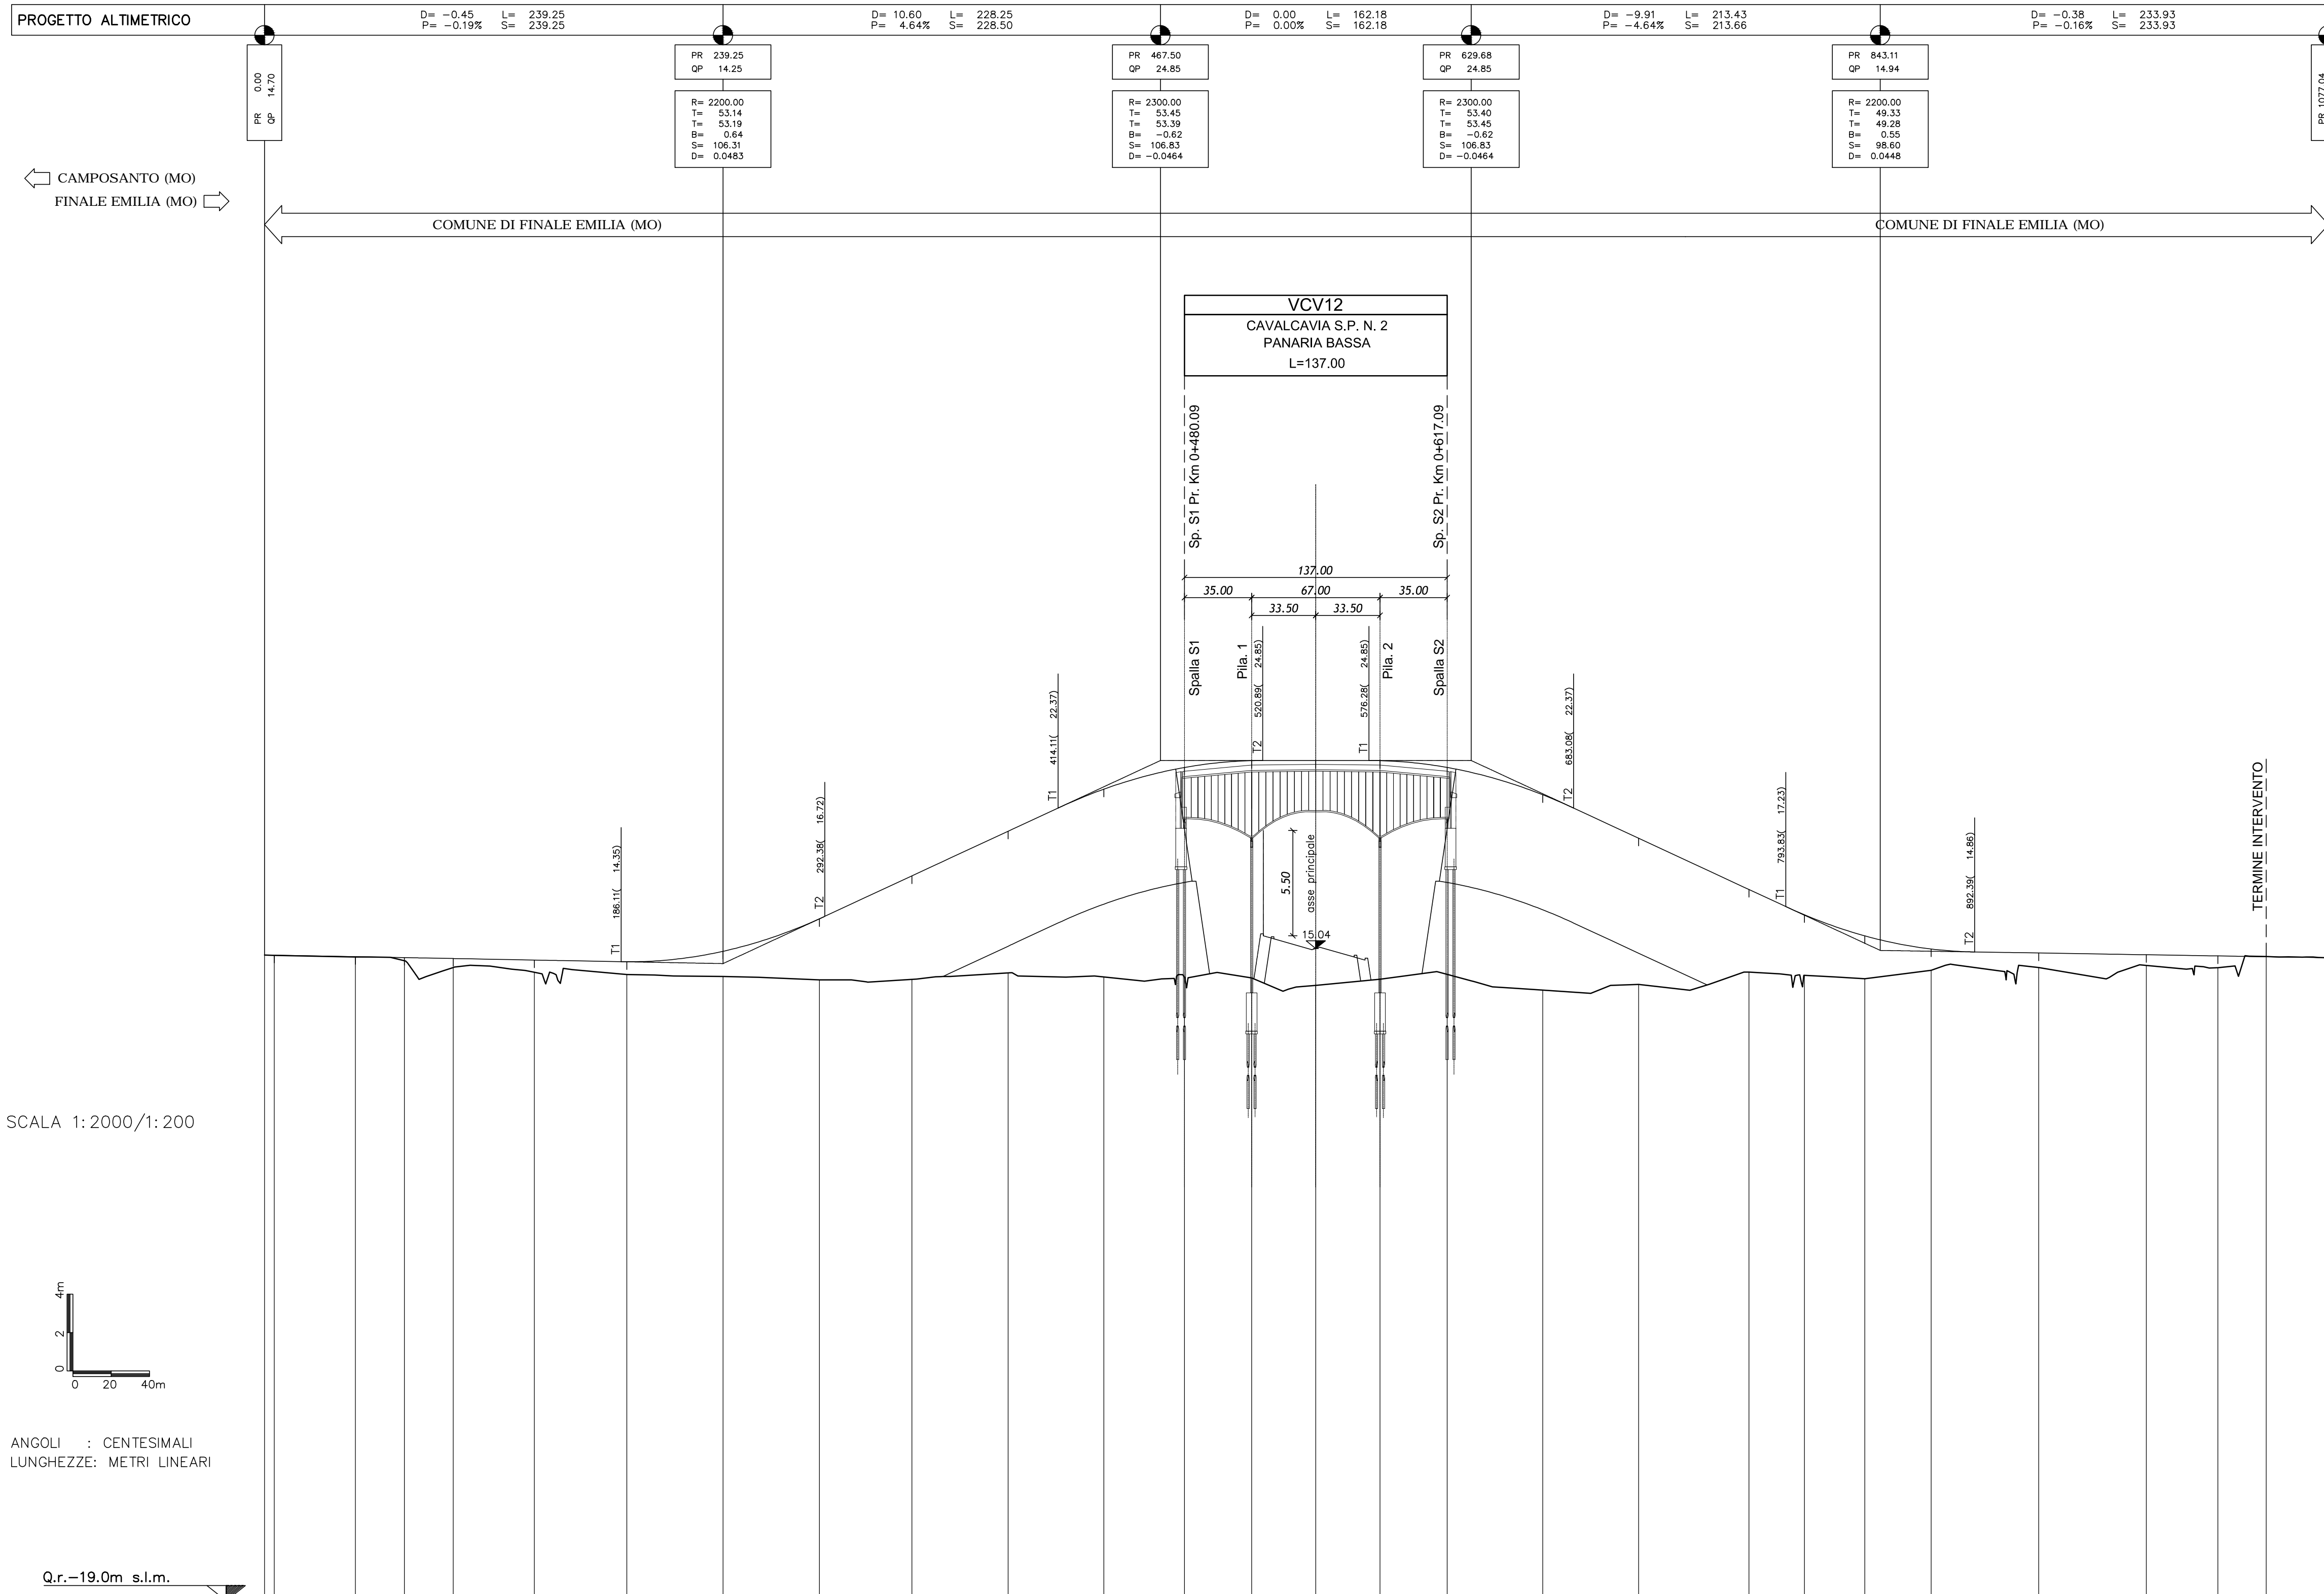 PROGETTO ALTIMETRICO
D= −0.45 L= 239.25
P= −0.19% S= 239.25
D= 10.60 L= 228.25
P= 4.64% S= 228.50
D= 0.00 L= 162.18
P= 0.00% S= 162.18
D= −9.91 L= 213.43
P= −4.64% S= 213.66
D= −0.38 L= 233.93
P= −0.16% S= 233.93
PR 0.00
QP 14.70
PR 239.25
QP 14.25
R= 2200.00
T= 53.14
T= 53.19
B= 0.64
S= 106.31
D= 0.0483
PR 467.50
QP 24.85
R= 2300.00
T= 53.45
T= 53.39
B= −0.62
S= 106.83
D= −0.0464
PR 629.68
QP 24.85
R= 2300.00
T= 53.40
T= 53.45
B= −0.62
S= 106.83
D= −0.0464
PR 843.11
QP 14.94
R= 2200.00
T= 49.33
T= 49.28
B= 0.55
S= 98.60
D= 0.0448
PR 1077.04
CAMPOSANTO (MO)
FINALE EMILIA (MO)
COMUNE DI FINALE EMILIA (MO)
COMUNE DI FINALE EMILIA (MO)
VCV12
CAVALCAVIA S.P. N. 2
PANARIA BASSA
L=137.00
Sp. S1 Pr. Km 0+480.09
Sp. S2 Pr. Km 0+617.09
137.00
35.00 67.00 35.00
33.50 33.50
Spalla S1
Pila. 1
T2 520.89( 24.85)
T1 576.28( 24.85)
Pila. 2
Spalla S2
T1 186.11( 14.35)
T2 292.38( 16.72)
T1 414.11( 22.37)
T2 683.08( 22.37)
T1 793.83( 17.23)
T2 892.39( 14.86)
TERMINE INTERVENTO
5.50
asse principale
15.04
SCALA 1:2000/1:200
4m
2
0
0 20 40m
ANGOLI : CENTESIMALI
LUNGHEZZE: METRI LINEARI
Q.r.−19.0m s.l.m.